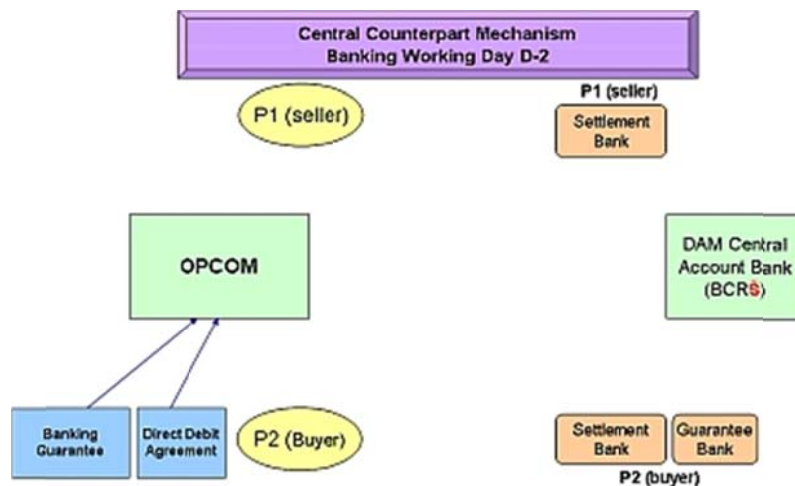 Central Counterpart Mechanism
Banking Working Day D-2
P1 (seller)
P1 (seller)
Settlement
Bank
OPCOM
DAM Central
Account Bank
(BCRS)
Banking
Guarantee
Direct Debit
Agreement
P2 (Buyer)
Settlement
Bank
Guarantee
Bank
P2 (buyer)